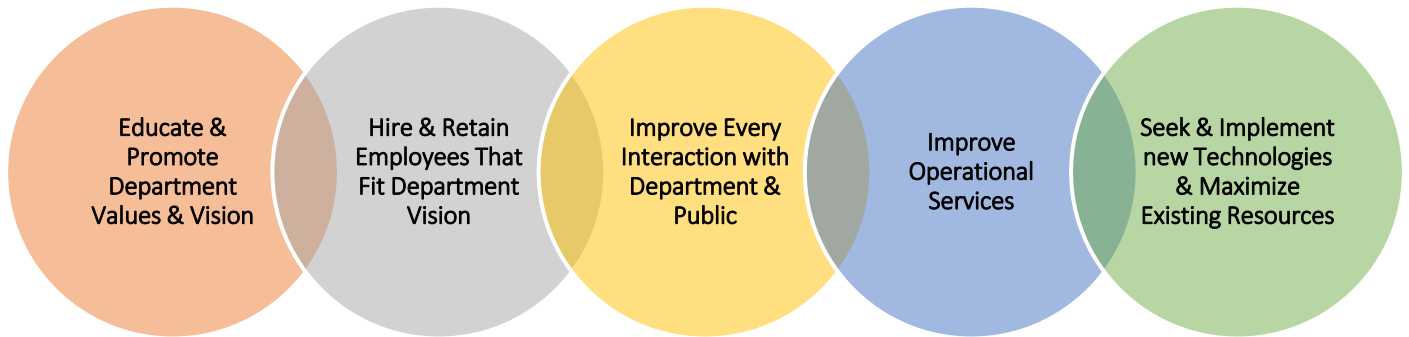 Educate &
Promote
Department
Values & Vision
Hire & Retain
Employees That
Fit Department
Vision
Improve Every
Interaction with
Department &
Public
Improve
Operational
Services
Seek & Implement
new Technologies
& Maximize
Existing Resources